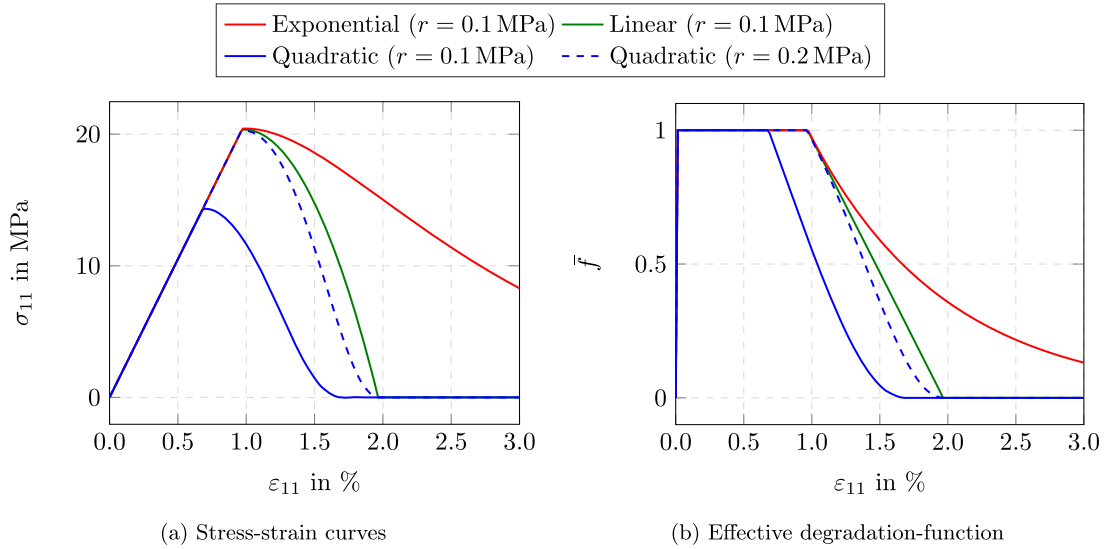 Exponential (r = 0.1 MPa) Linear (r = 0.1 MPa)
Quadratic (r = 0.1 MPa) Quadratic (r = 0.2 MPa)
σ₁₁ in MPa
20
10
0
0.0 0.5 1.0 1.5 2.0 2.5 3.0
ε₁₁ in %
(a) Stress-strain curves
f̄
1
0.5
0
0.0 0.5 1.0 1.5 2.0 2.5 3.0
ε₁₁ in %
(b) Effective degradation-function